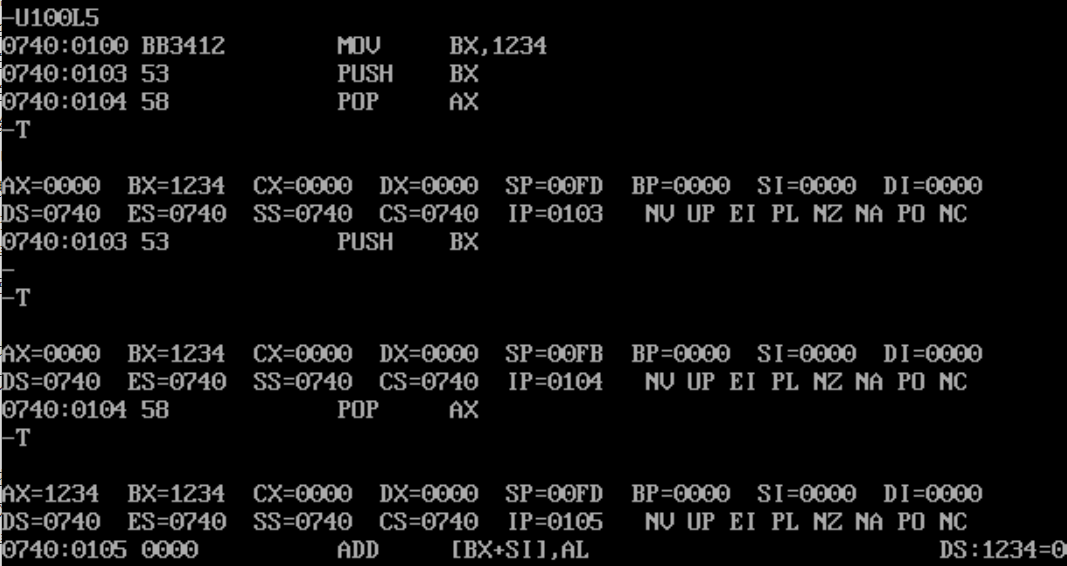 -U100L5
0740:0100 BB3412 MOV BX,1234
0740:0103 53 PUSH BX
0740:0104 58 POP AX
-T
AX=0000 BX=1234 CX=0000 DX=0000 SP=00FD BP=0000 SI=0000 DI=0000
DS=0740 ES=0740 SS=0740 CS=0740 IP=0103 NV UP EI PL NZ NA PO NC
0740:0103 53 PUSH BX
-
-T
AX=0000 BX=1234 CX=0000 DX=0000 SP=00FB BP=0000 SI=0000 DI=0000
DS=0740 ES=0740 SS=0740 CS=0740 IP=0104 NV UP EI PL NZ NA PO NC
0740:0104 58 POP AX
-T
AX=1234 BX=1234 CX=0000 DX=0000 SP=00FD BP=0000 SI=0000 DI=0000
DS=0740 ES=0740 SS=0740 CS=0740 IP=0105 NV UP EI PL NZ NA PO NC
0740:0105 0000 ADD [BX+SI],AL DS:1234=0